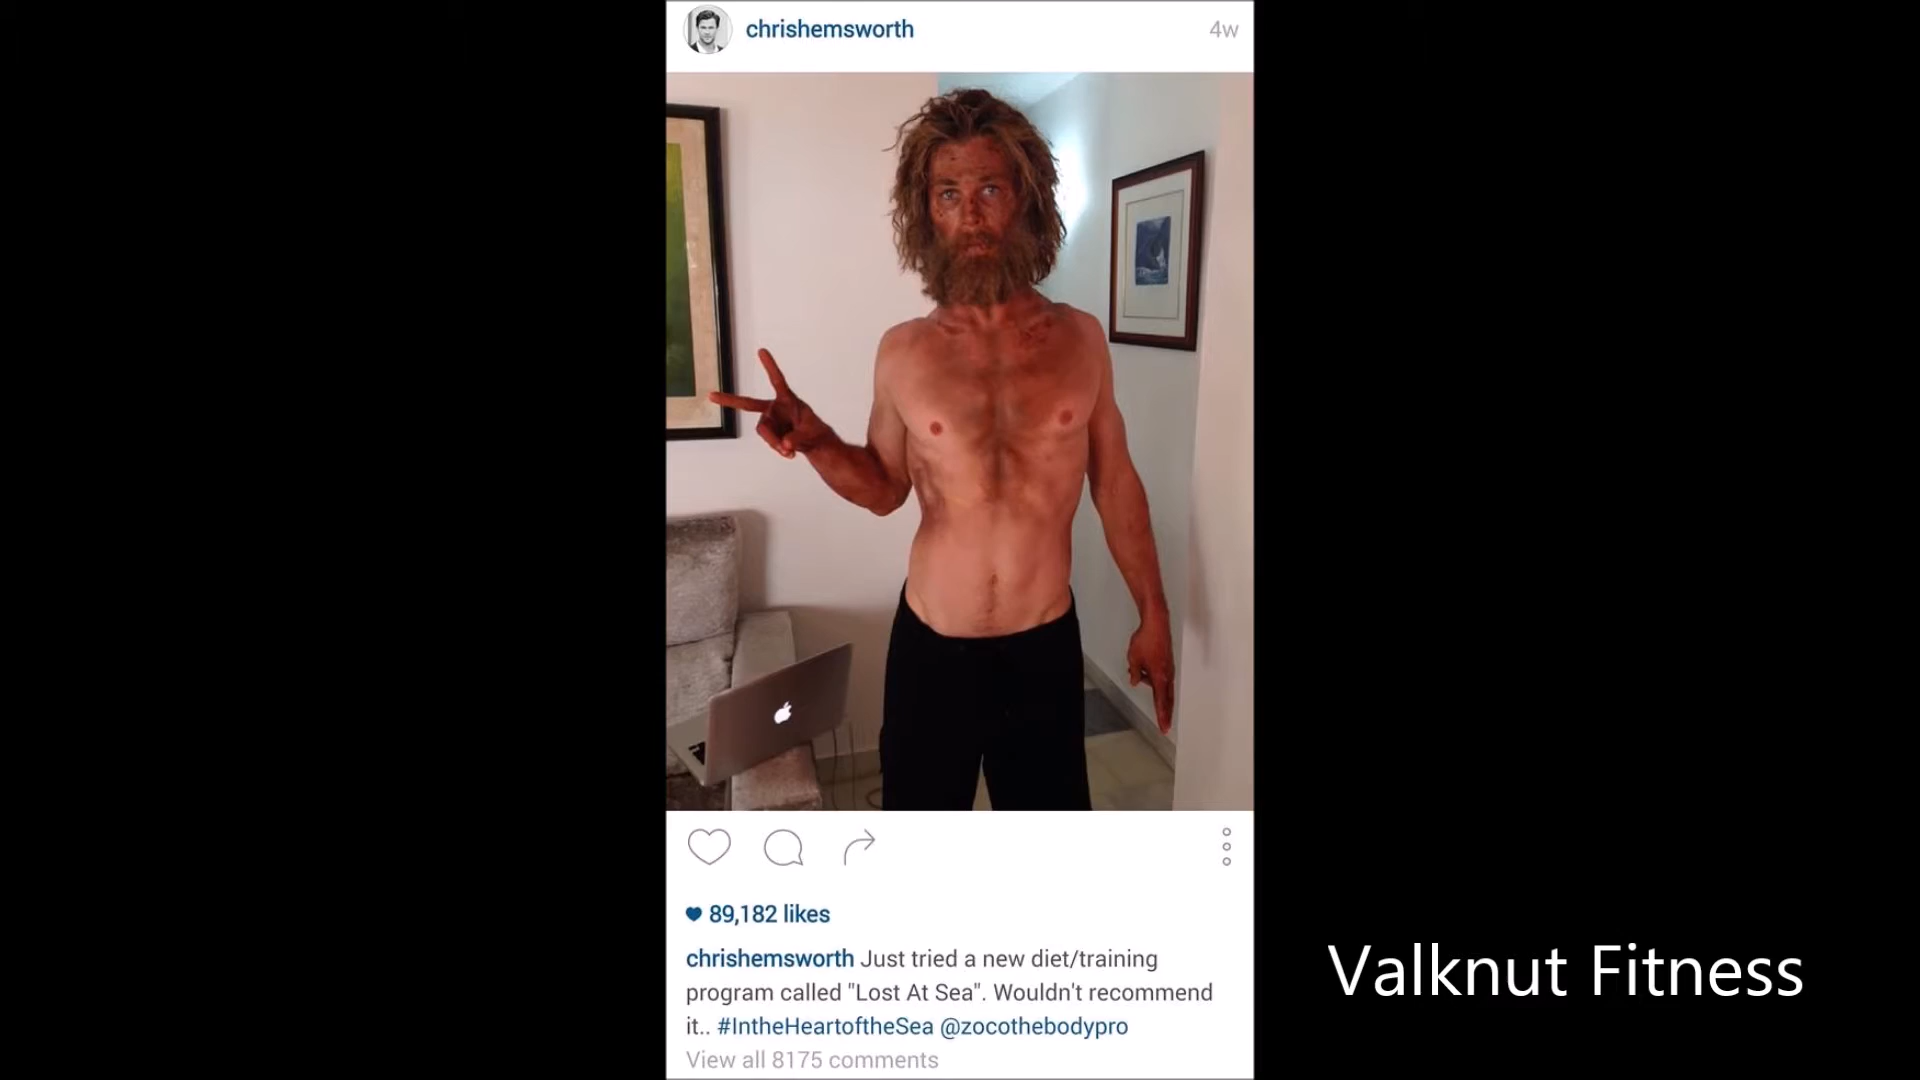 chrishemsworth
4w
89,182 likes
chrishemsworth Just tried a new diet/training
program called "Lost At Sea". Wouldn't recommend
it.. #IntheHeartoftheSea @zocothebodypro
View all 8175 comments
Valknut Fitness